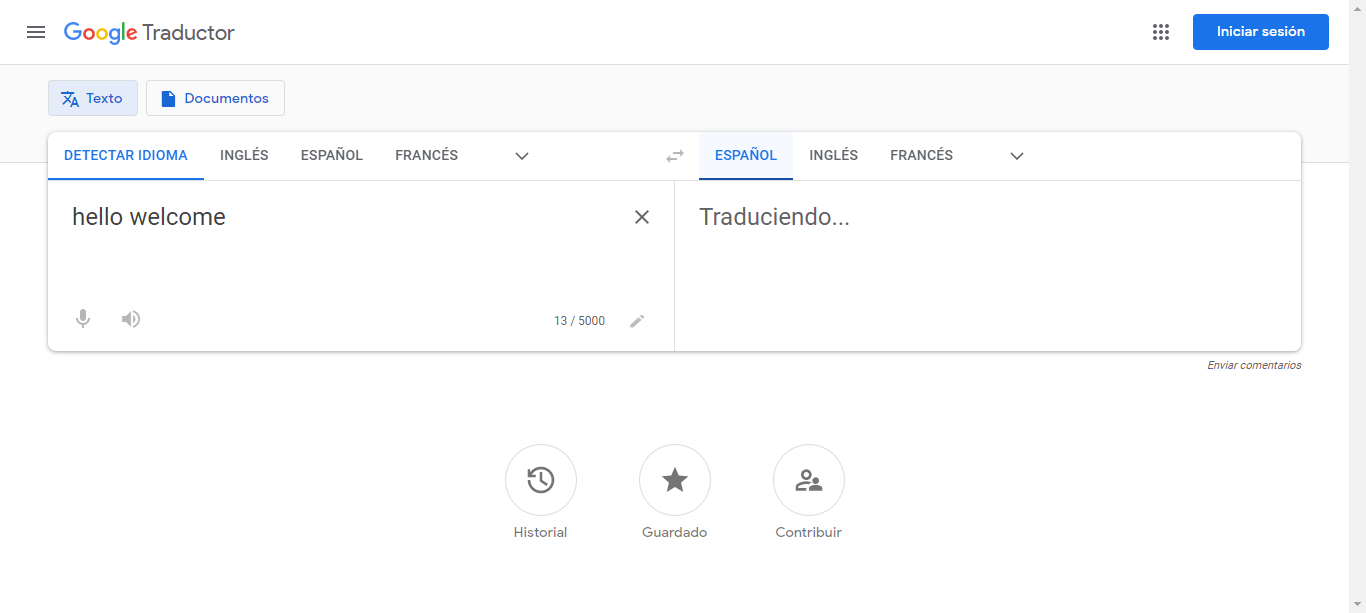 Google Traductor
Iniciar sesión
Texto
Documentos
DETECTAR IDIOMA
INGLÉS
ESPAÑOL
FRANCÉS
ESPAÑOL
INGLÉS
FRANCÉS
hello welcome
Traduciendo...
13 / 5000
Enviar comentarios
Historial
Guardado
Contribuir